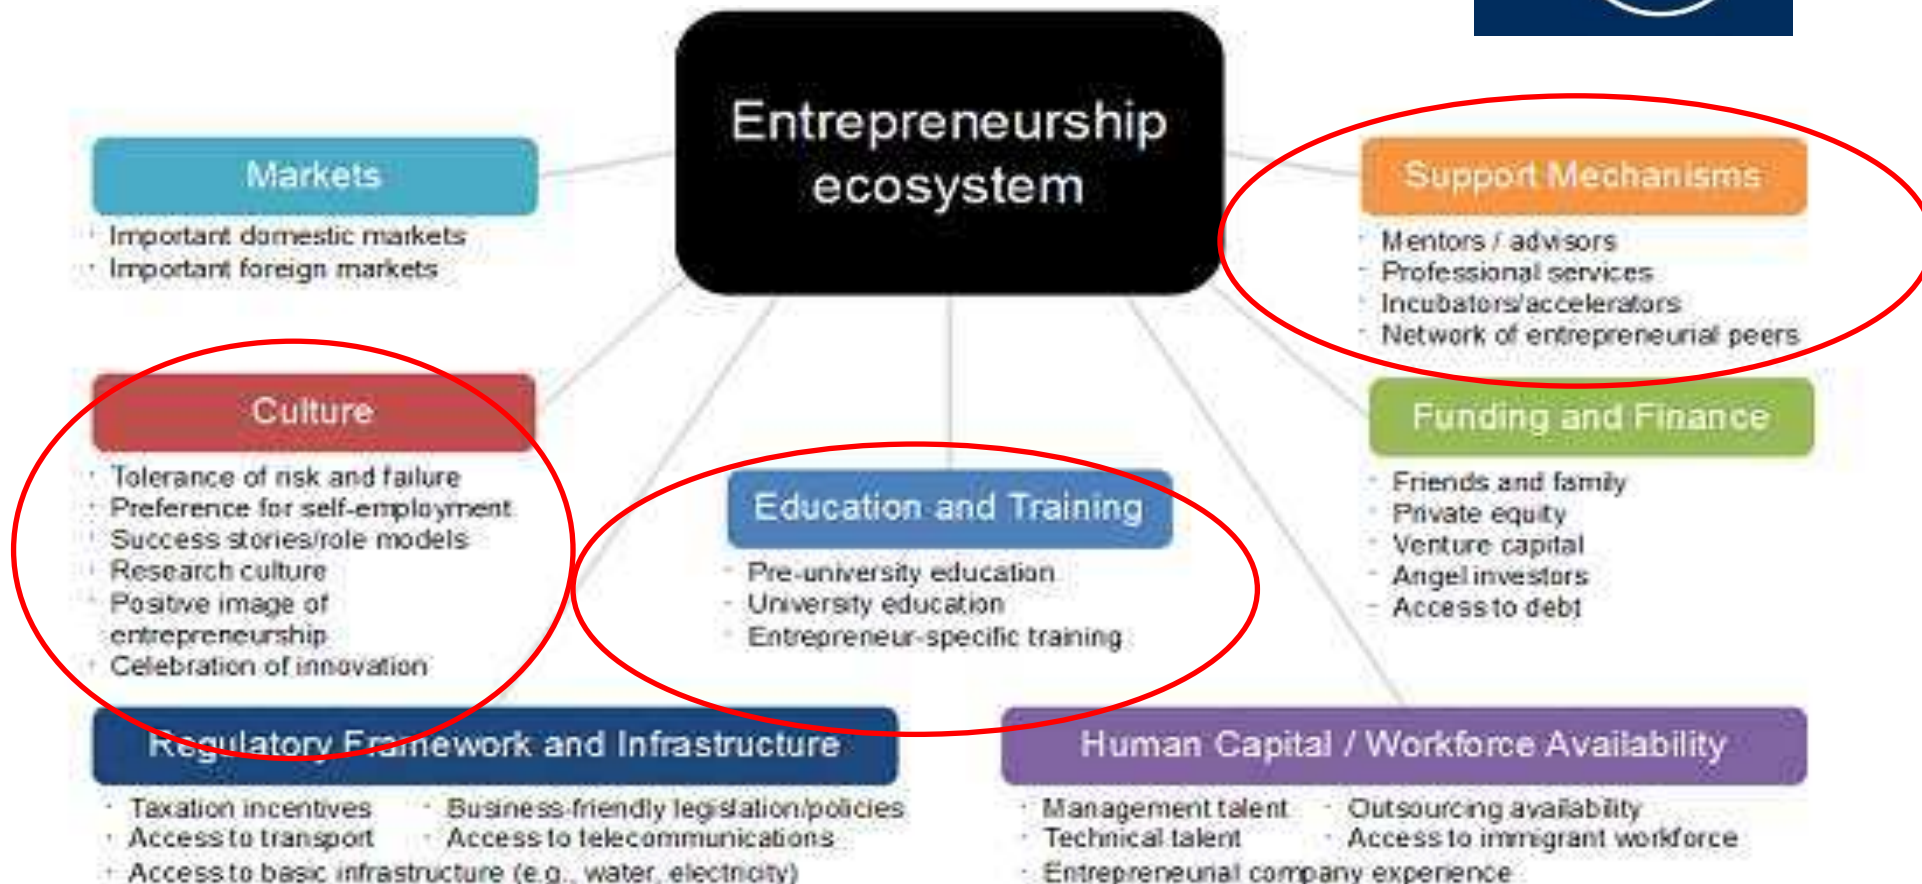 Entrepreneurship
ecosystem
Markets
· Important domestic markets
· Important foreign markets
Support Mechanisms
· Mentors / advisors
· Professional services
· Incubators/accelerators
· Network of entrepreneurial peers
Culture
· Tolerance of risk and failure
· Preference for self-employment
· Success stories/role models
· Research culture
· Positive image of
entrepreneurship
· Celebration of innovation
Education and Training
· Pre-university education
· University education
· Entrepreneur-specific training
Funding and Finance
· Friends and family
· Private equity
· Venture capital
· Angel investors
· Access to debt
Regulatory Framework and Infrastructure
· Taxation incentives · Business-friendly legislation/policies
· Access to transport · Access to telecommunications
· Access to basic infrastructure (e.g., water, electricity)
Human Capital / Workforce Availability
· Management talent · Outsourcing availability
· Technical talent · Access to immigrant workforce
· Entrepreneurial company experience